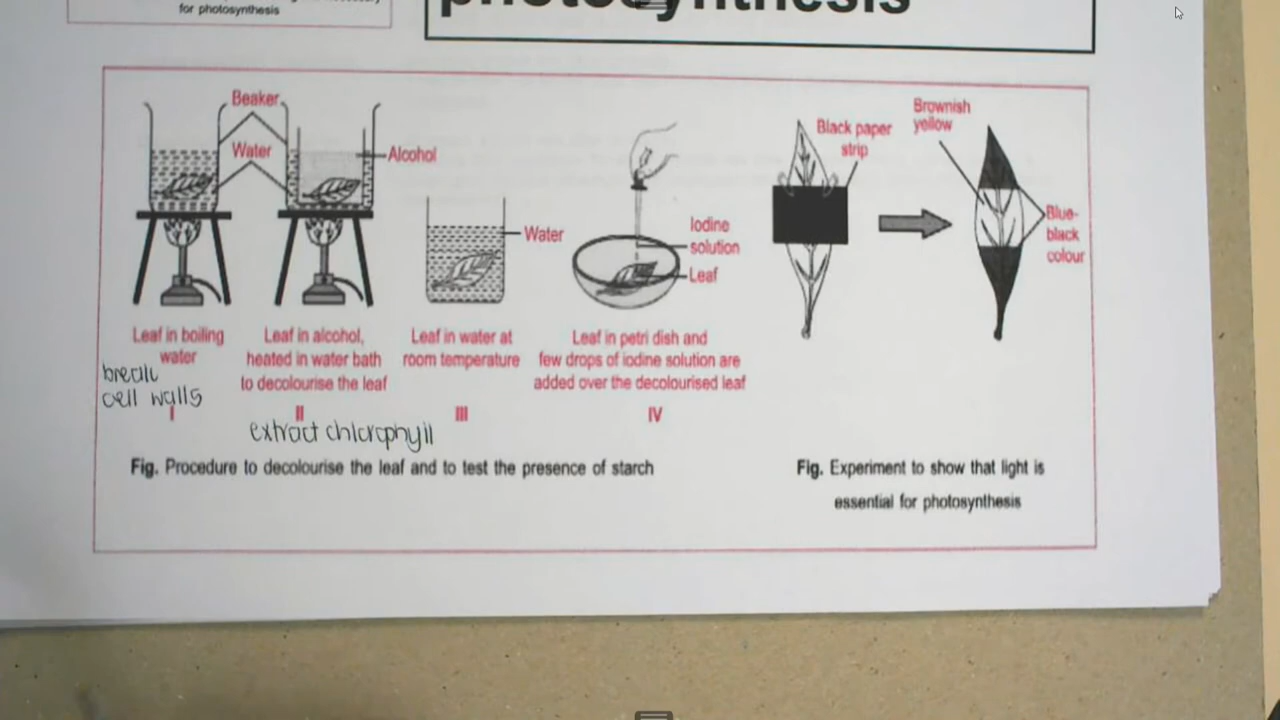 for photosynthesis
photosynthesis
Beaker
Water
Alcohol
Water
Iodine
solution
Leaf
Black paper
strip
Brownish
yellow
Blue-
black
colour
Leaf in boiling
water
Leaf in alcohol,
heated in water bath
to decolourise the leaf
Leaf in water at
room temperature
Leaf in petri dish and
few drops of iodine solution are
added over the decolourised leaf
break
cell walls
I
II
III
IV
extract chlorophyll
Fig. Procedure to decolourise the leaf and to test the presence of starch
Fig. Experiment to show that light is
essential for photosynthesis